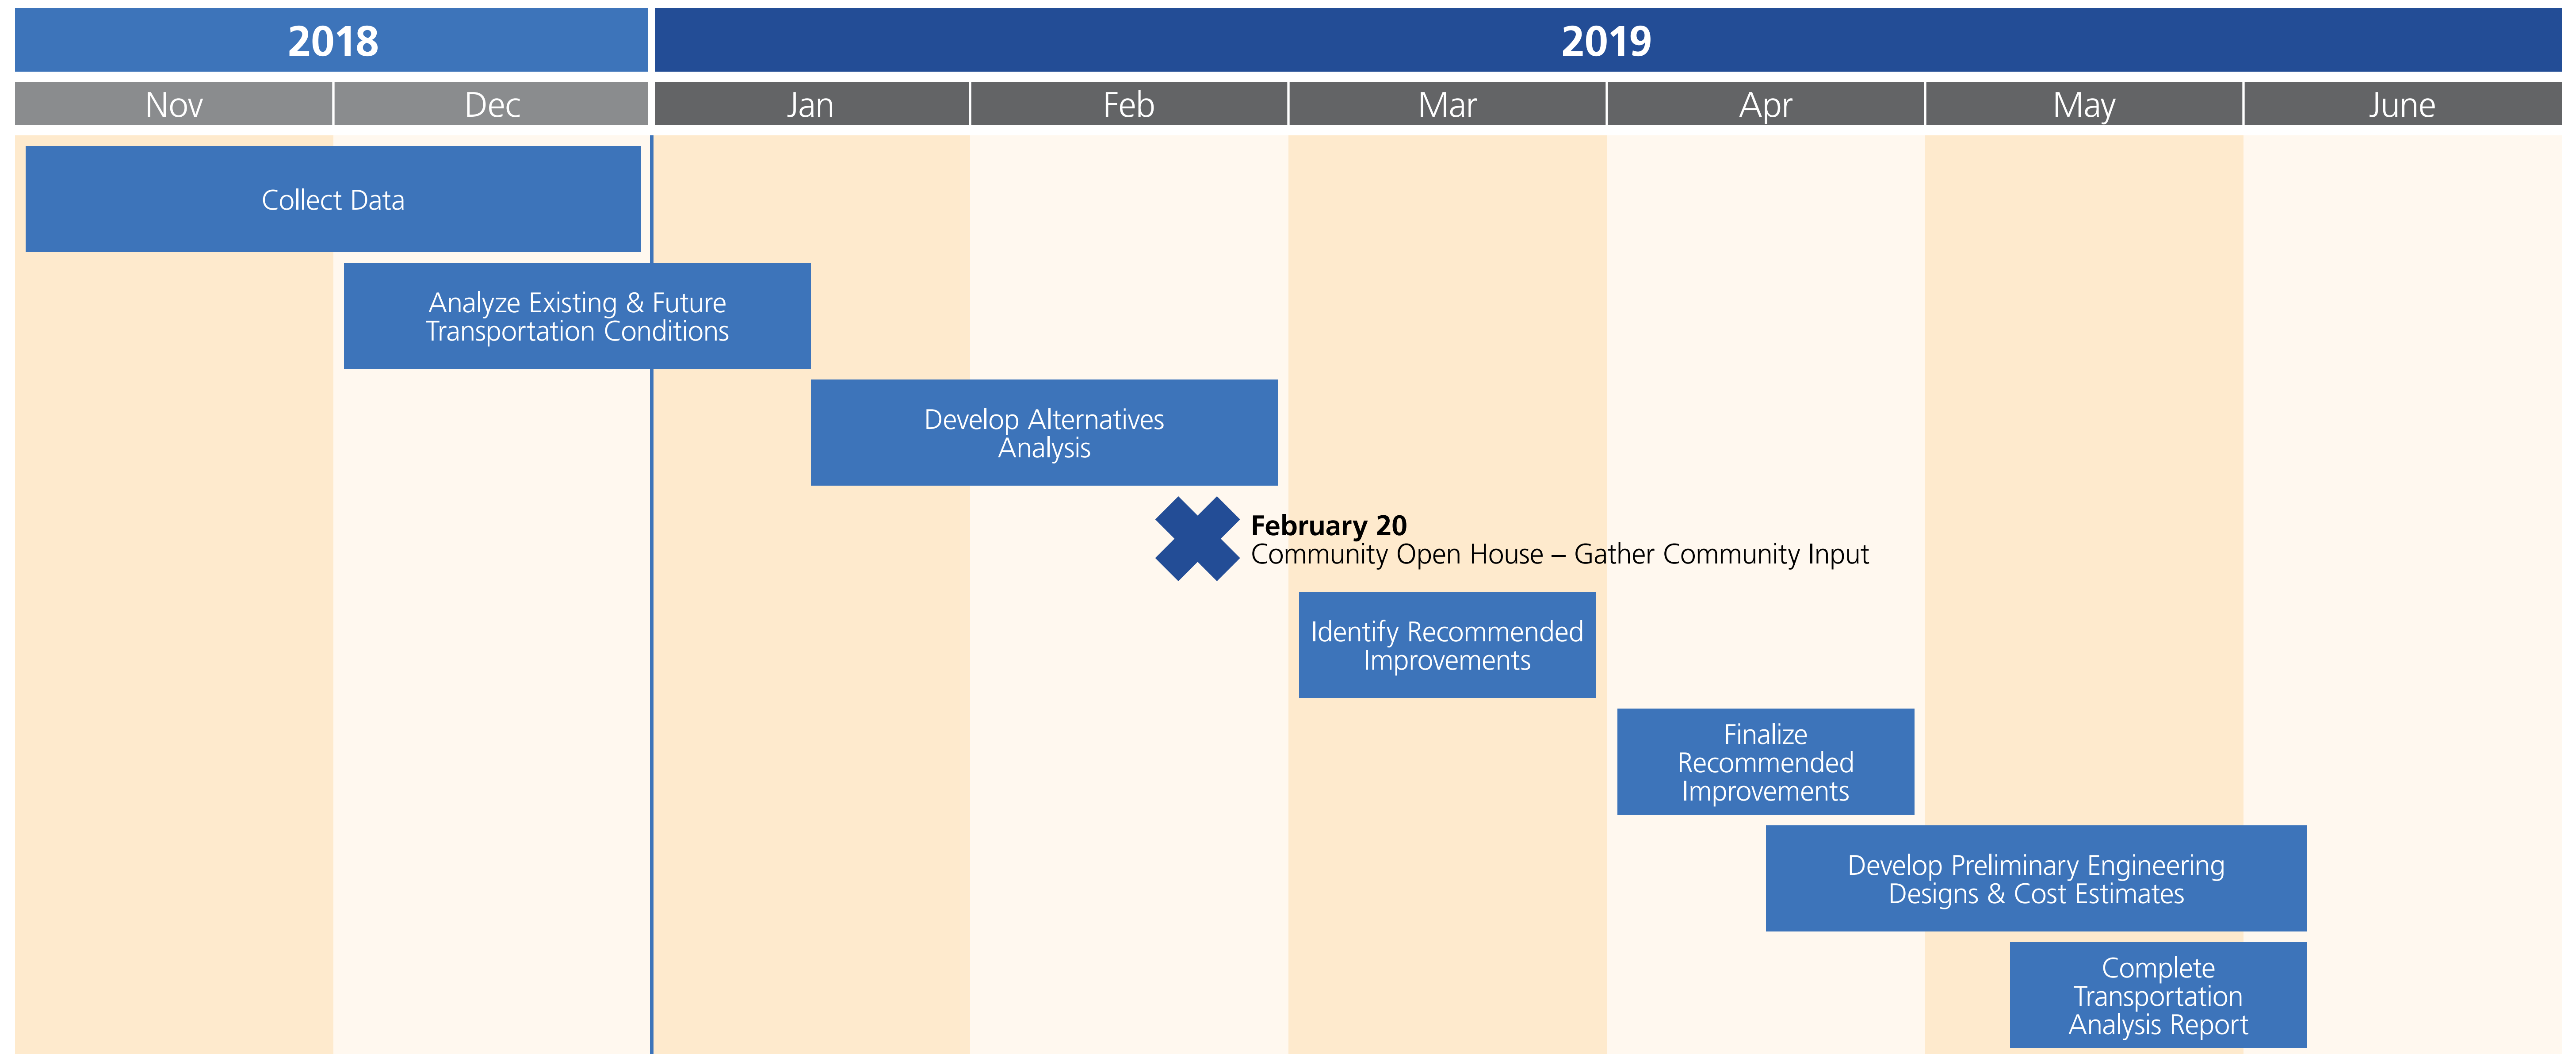 2018
2019
Nov
Dec
Jan
Feb
Mar
Apr
May
June
Collect Data
Analyze Existing & Future
Transportation Conditions
Develop Alternatives
Analysis
February 20
Community Open House – Gather Community Input
Identify Recommended
Improvements
Finalize
Recommended
Improvements
Develop Preliminary Engineering
Designs & Cost Estimates
Complete
Transportation
Analysis Report